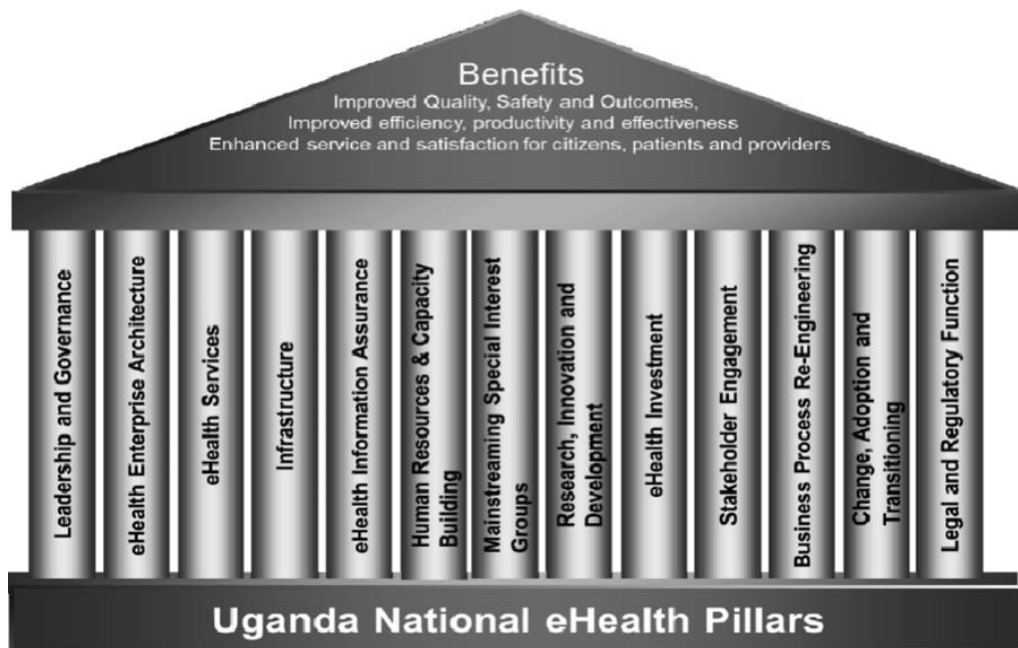 Benefits
Improved Quality, Safety and Outcomes,
Improved efficiency, productivity and effectiveness
Enhanced service and satisfaction for citizens, patients and providers
Leadership and Governance
eHealth Enterprise Architecture
eHealth Services
Infrastructure
eHealth Information Assurance
Human Resources & Capacity
Building
Mainstreaming Special Interest
Groups
Research, Innovation and
Development
eHealth Investment
Stakeholder Engagement
Business Process Re-Engineering
Change, Adoption and
Transitioning
Legal and Regulatory Function
Uganda National eHealth Pillars